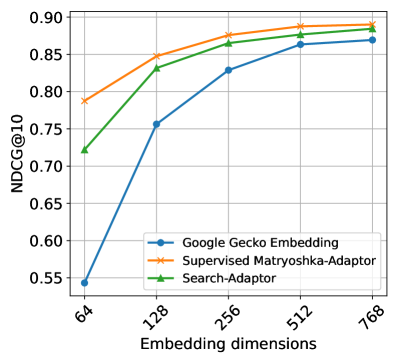 NDCG@10
0.90
0.85
0.80
0.75
0.70
0.65
0.60
0.55
Google Gecko Embedding
Supervised Matryoshka-Adaptor
Search-Adaptor
64 128 256 512 768
Embedding dimensions